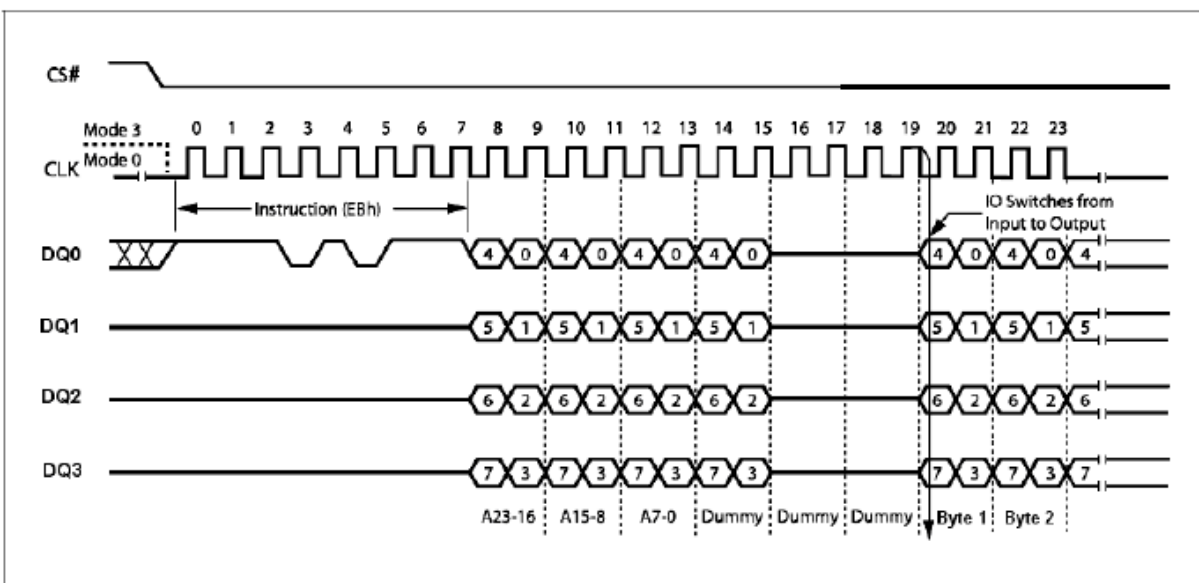 CS#
Mode 3
0 1 2 3 4 5 6 7 8 9 10 11 12 13 14 15 16 17 18 19 20 21 22 23
CLK Mode 0
Instruction (EBh)
IO Switches from
Input to Output
DQ0 4 0 4 0 4 0 4 0 4 0 4 0 4
DQ1 5 1 5 1 5 1 5 1 5 1 5 1 5
DQ2 6 2 6 2 6 2 6 2 6 2 6 2 6
DQ3 7 3 7 3 7 3 7 3 7 3 7 3 7
A23-16 A15-8 A7-0 Dummy Dummy Dummy Byte 1 Byte 2